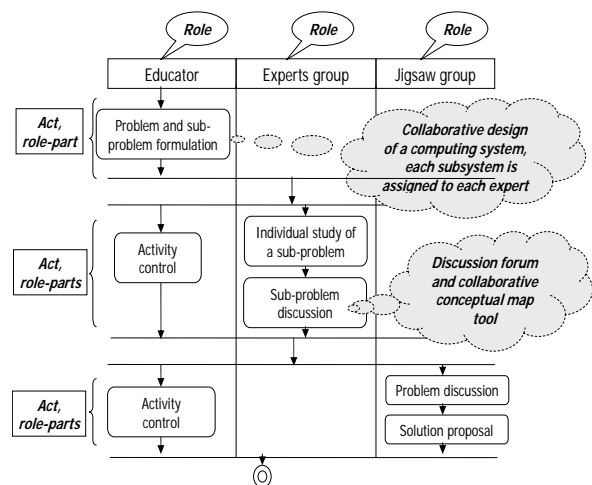 Role
Role
Role
Educator
Experts group
Jigsaw group
Act,
role-part
Problem and sub-
problem formulation
Collaborative design
of a computing system,
each subsystem is
assigned to each expert
Act,
role-parts
Activity
control
Individual study of
a sub-problem
Sub-problem
discussion
Discussion forum
and collaborative
conceptual map
tool
Act,
role-parts
Activity
control
Problem discussion
Solution proposal